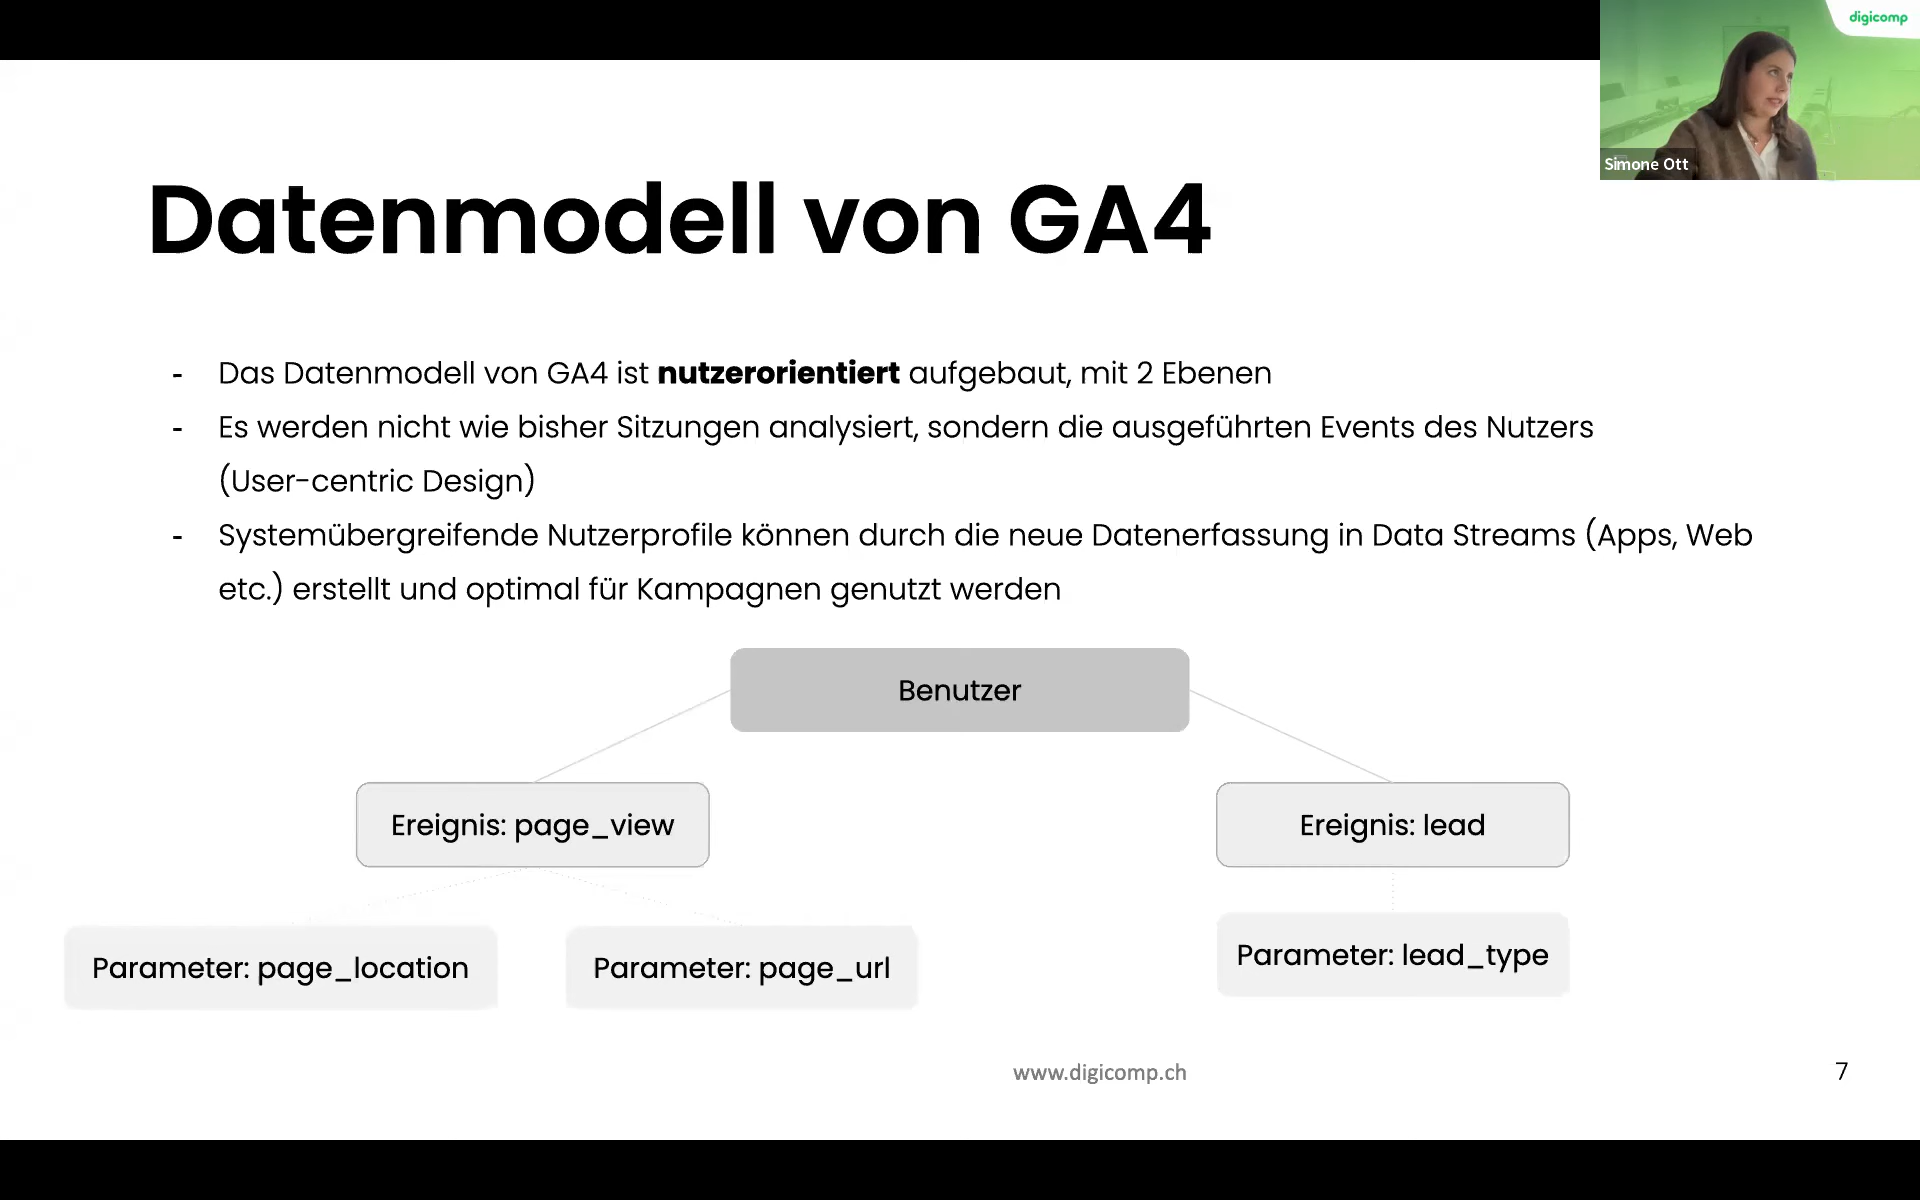 digicomp
Simone Ott
Datenmodell von GA4
- Das Datenmodell von GA4 ist nutzerorientiert aufgebaut, mit 2 Ebenen
- Es werden nicht wie bisher Sitzungen analysiert, sondern die ausgeführten Events des Nutzers
(User-centric Design)
- Systemübergreifende Nutzerprofile können durch die neue Datenerfassung in Data Streams (Apps, Web
etc.) erstellt und optimal für Kampagnen genutzt werden
Benutzer
Ereignis: page_view
Ereignis: lead
Parameter: page_location
Parameter: page_url
Parameter: lead_type
www.digicomp.ch
7